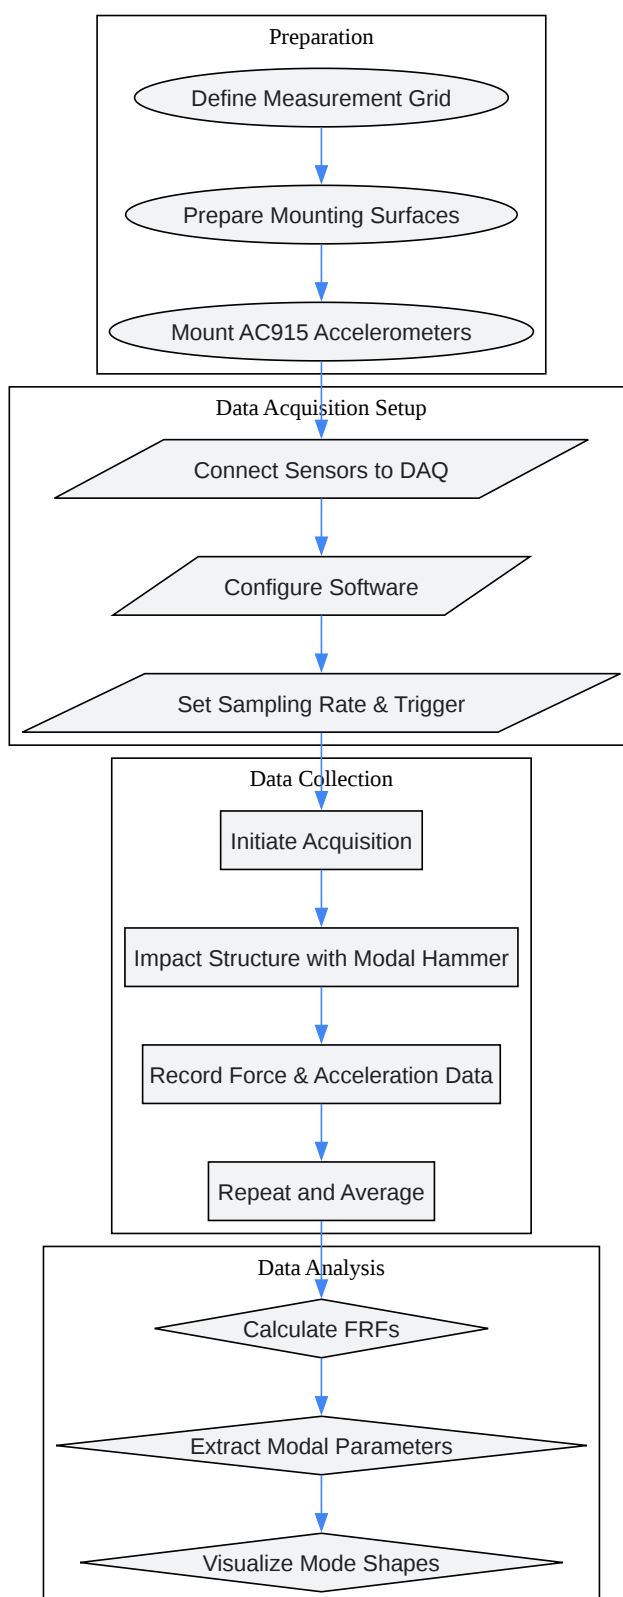 Preparation
Define Measurement Grid
Prepare Mounting Surfaces
Mount AC915 Accelerometers
Data Acquisition Setup
Connect Sensors to DAQ
Configure Software
Set Sampling Rate & Trigger
Data Collection
Initiate Acquisition
Impact Structure with Modal Hammer
Record Force & Acceleration Data
Repeat and Average
Data Analysis
Calculate FRFs
Extract Modal Parameters
Visualize Mode Shapes